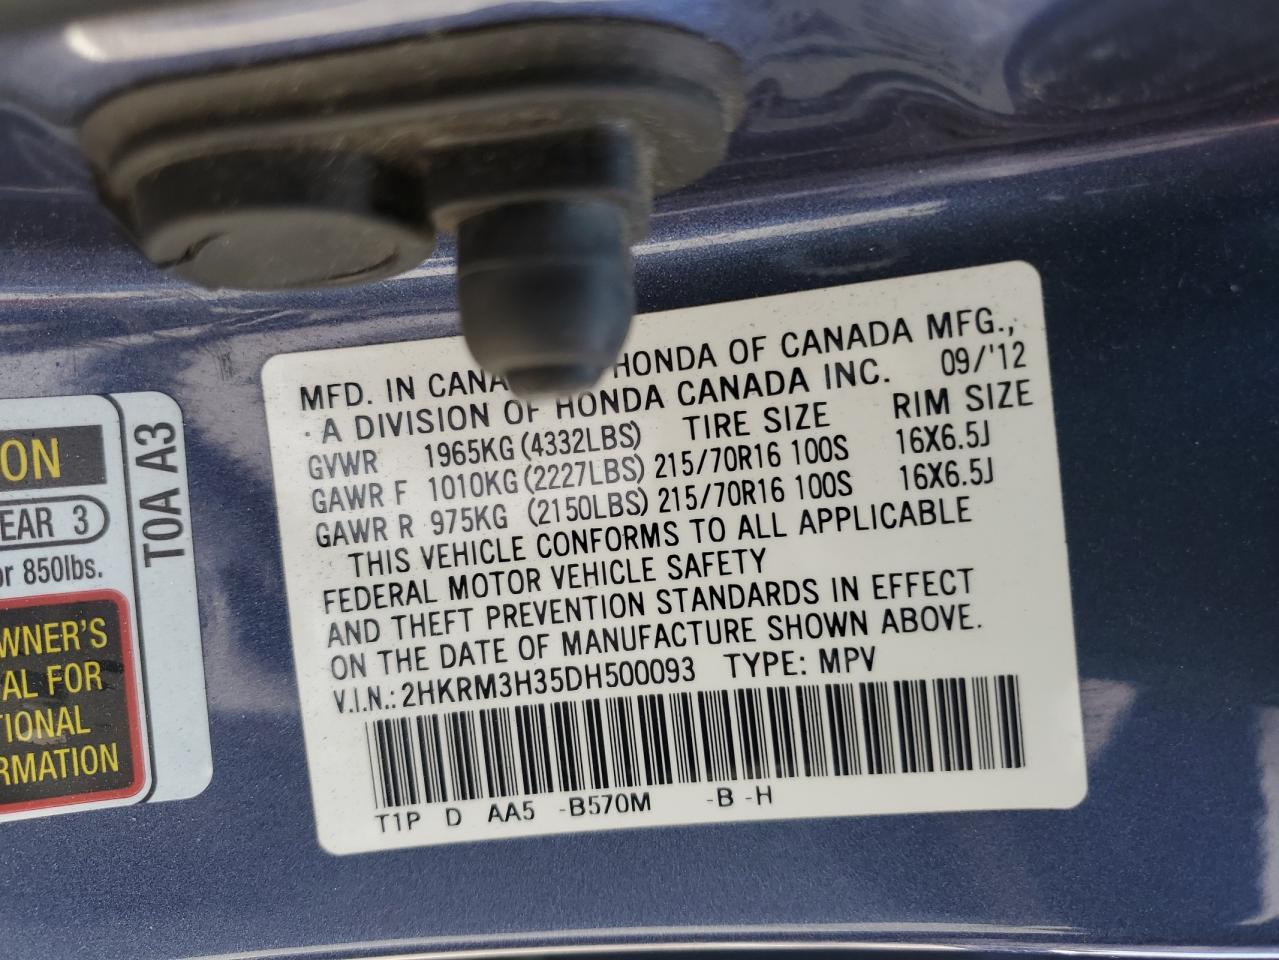 MFD. IN CANA HONDA OF CANADA MFG.,
A DIVISION OF HONDA CANADA INC. 09/'12
GVWR 1965KG (4332LBS) TIRE SIZE RIM SIZE
GAWR F 1010KG (2227LBS) 215/70R16 100S 16X6.5J
GAWR R 975KG (2150LBS) 215/70R16 100S 16X6.5J
THIS VEHICLE CONFORMS TO ALL APPLICABLE
FEDERAL MOTOR VEHICLE SAFETY
AND THEFT PREVENTION STANDARDS IN EFFECT
ON THE DATE OF MANUFACTURE SHOWN ABOVE.
V.I.N.: 2HKRM3H35DH500093 TYPE: MPV
T1P D AA5 -B570M -B -H
ON
EAR 3
or 850lbs.
WNER'S
AL FOR
TIONAL
RMATION
T0A A3